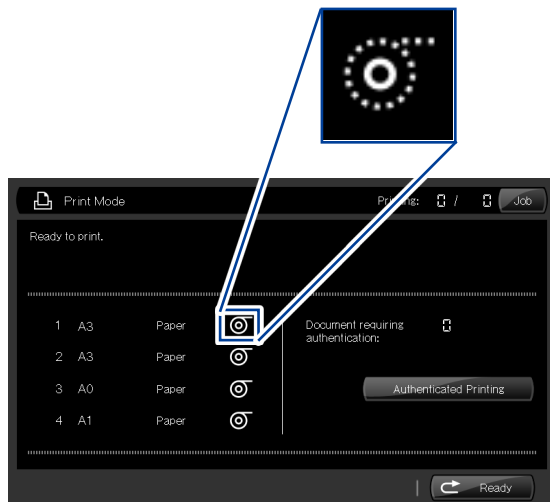 Print Mode
Printing: 0 / 0 Job
Ready to print.
1 A3 Paper
2 A3 Paper
3 A0 Paper
4 A1 Paper
Document requiring
authentication: 0
Authenticated Printing
Ready